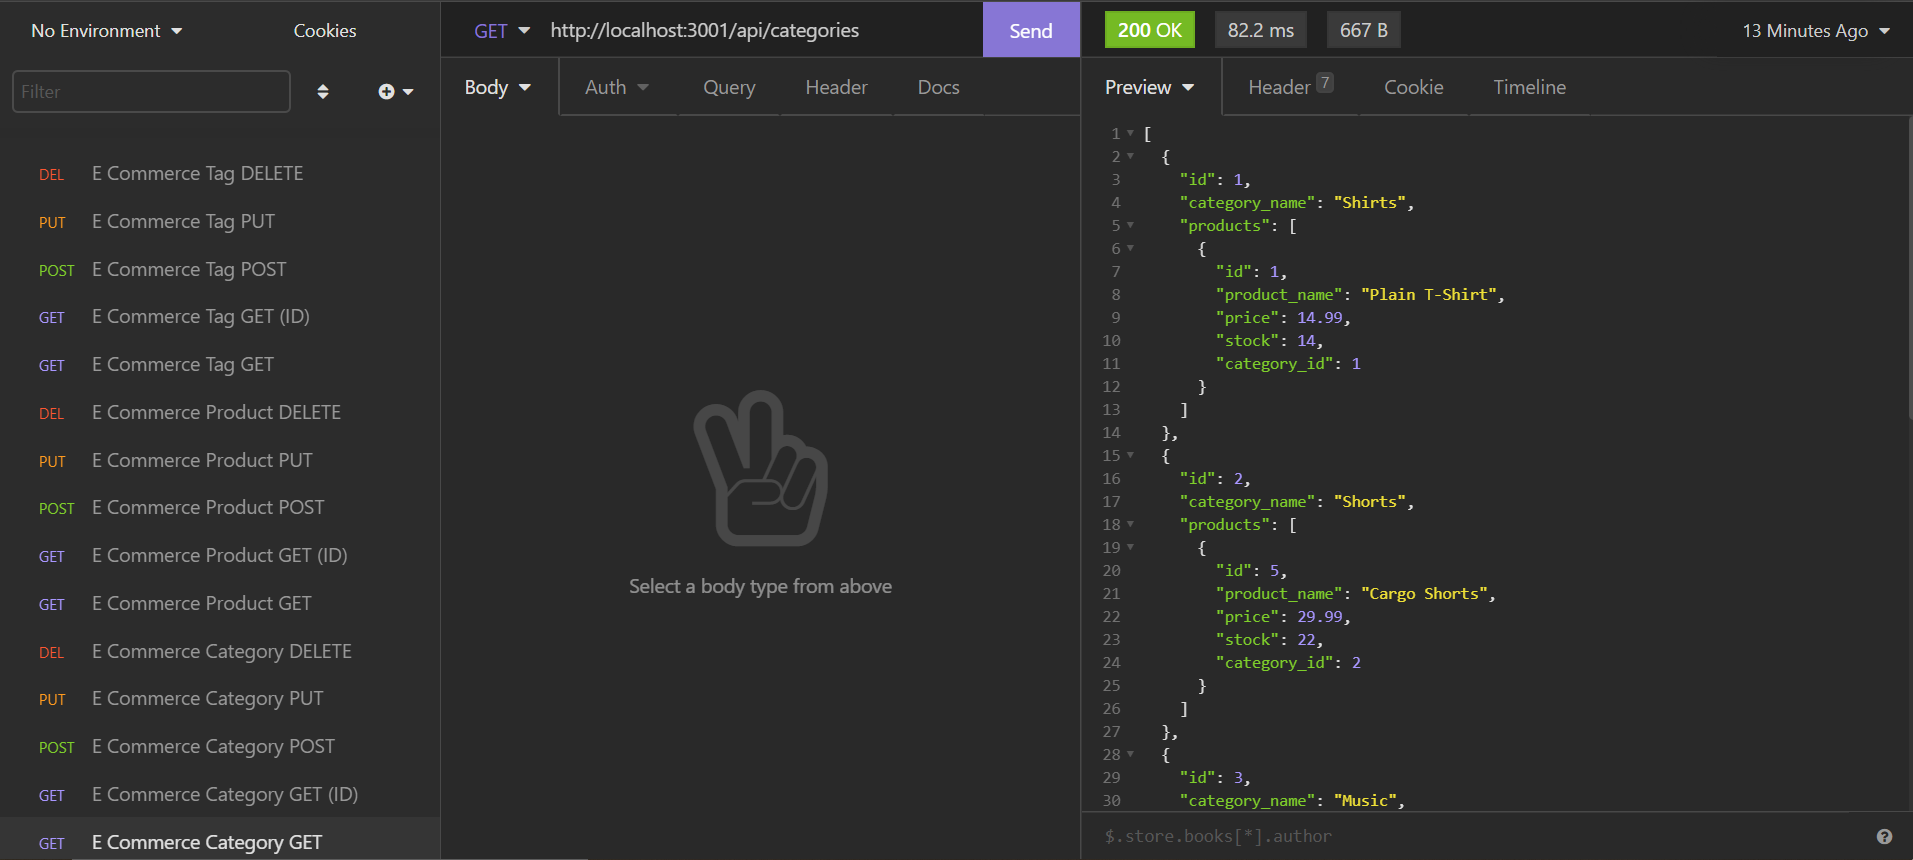 No Environment
Cookies
Filter
DEL E Commerce Tag DELETE
PUT E Commerce Tag PUT
POST E Commerce Tag POST
GET E Commerce Tag GET (ID)
GET E Commerce Tag GET
DEL E Commerce Product DELETE
PUT E Commerce Product PUT
POST E Commerce Product POST
GET E Commerce Product GET (ID)
GET E Commerce Product GET
DEL E Commerce Category DELETE
PUT E Commerce Category PUT
POST E Commerce Category POST
GET E Commerce Category GET (ID)
GET E Commerce Category GET
GET http://localhost:3001/api/categories Send
Body Auth Query Header Docs
Select a body type from above
200 OK 82.2 ms 667 B 13 Minutes Ago
Preview Header 7 Cookie Timeline
1 [
2 {
3 "id": 1,
4 "category_name": "Shirts",
5 "products": [
6 {
7 "id": 1,
8 "product_name": "Plain T-Shirt",
9 "price": 14.99,
10 "stock": 14,
11 "category_id": 1
12 }
13 ]
14 },
15 {
16 "id": 2,
17 "category_name": "Shorts",
18 "products": [
19 {
20 "id": 5,
21 "product_name": "Cargo Shorts",
22 "price": 29.99,
23 "stock": 22,
24 "category_id": 2
25 }
26 ]
27 },
28 {
29 "id": 3,
30 "category_name": "Music",
$.store.books[*].author